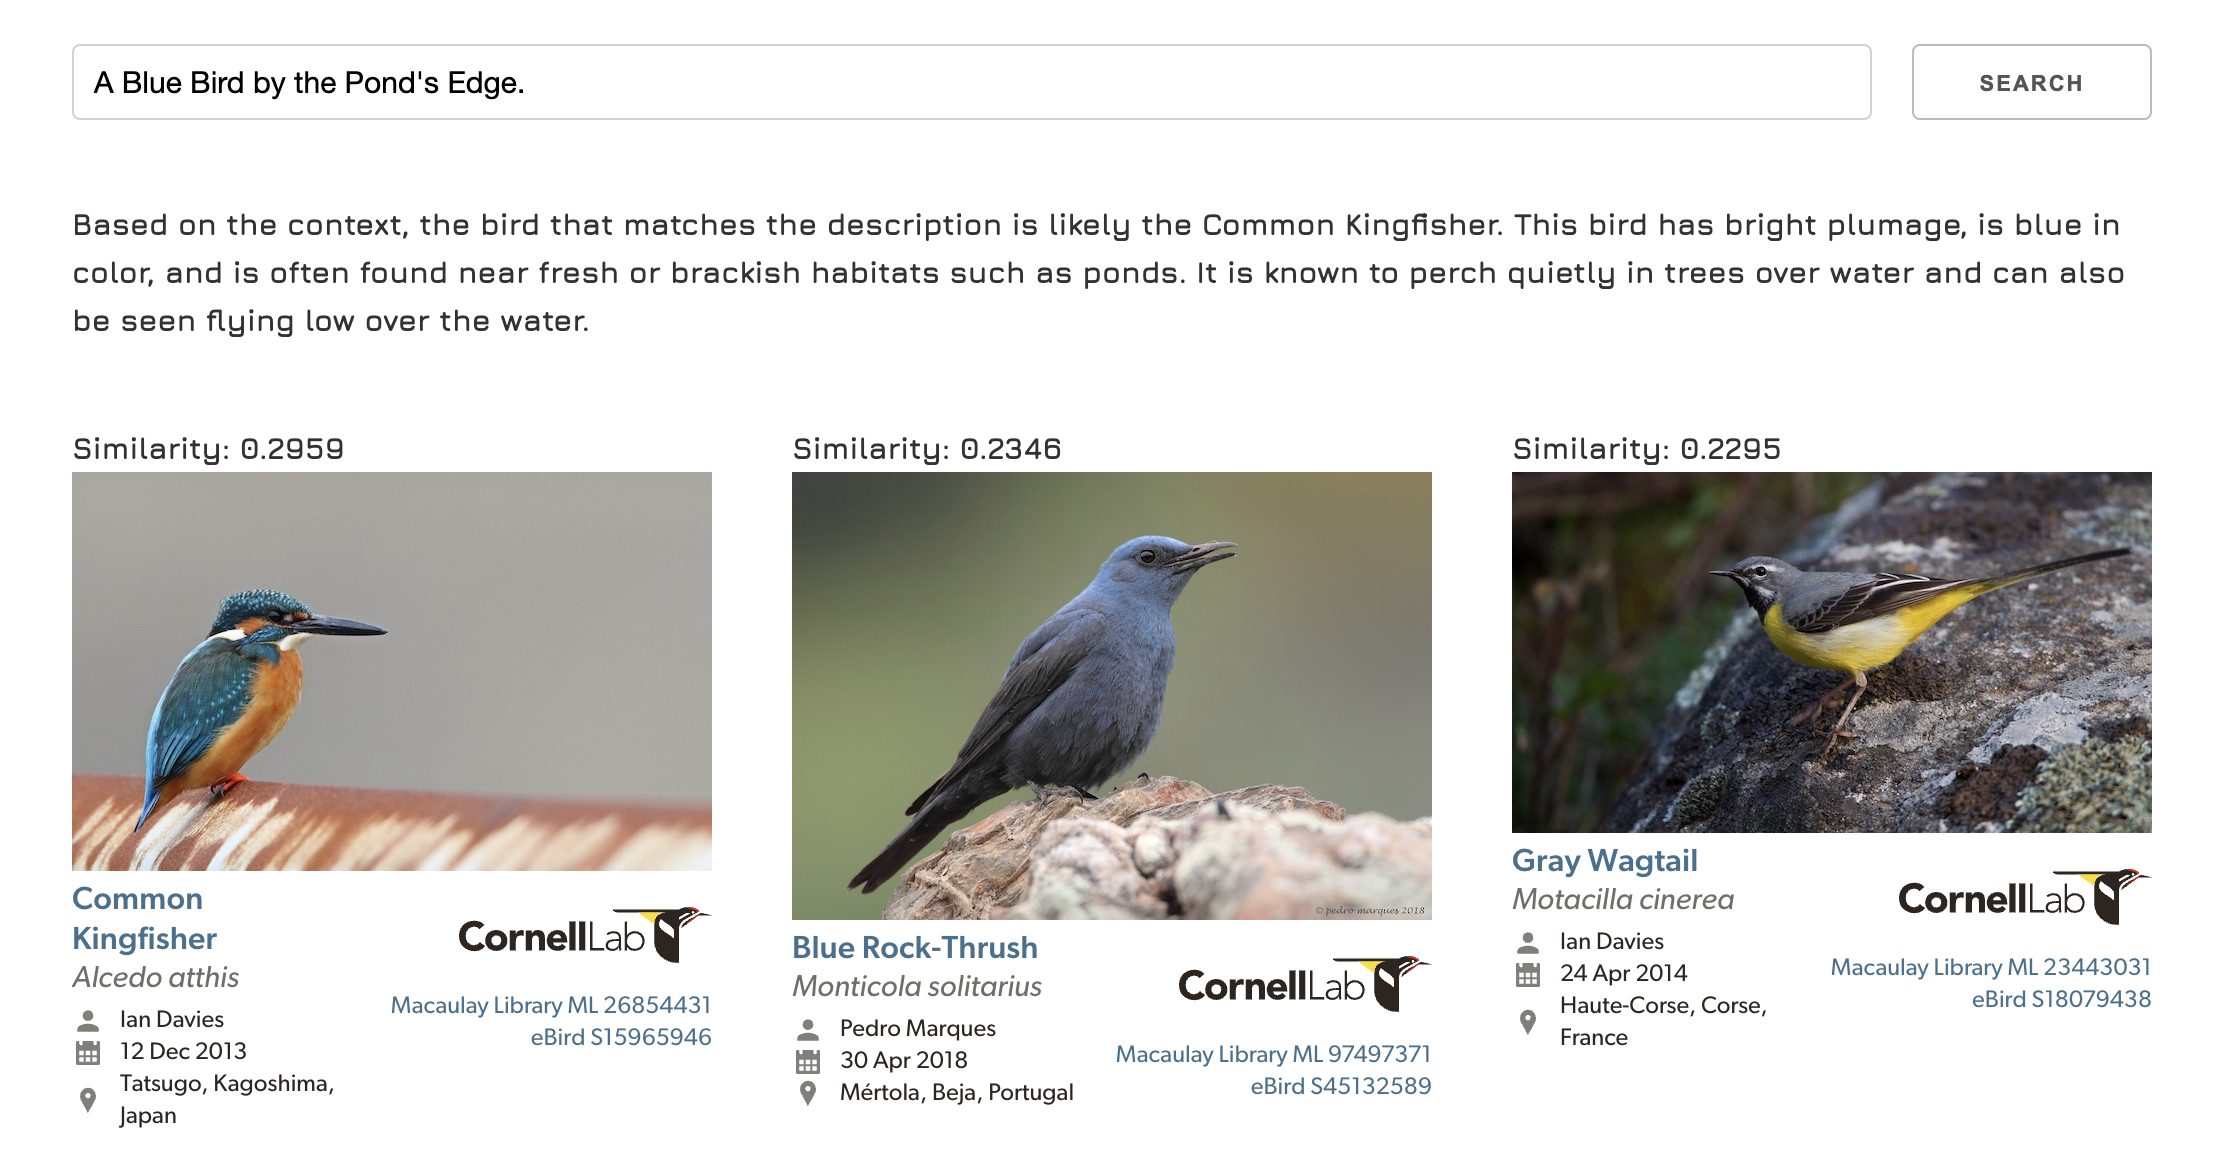 A Blue Bird by the Pond's Edge.
SEARCH
Based on the context, the bird that matches the description is likely the Common Kingfisher. This bird has bright plumage, is blue in
color, and is often found near fresh or brackish habitats such as ponds. It is known to perch quietly in trees over water and can also
be seen flying low over the water.
Similarity: 0.2959
Common
Kingfisher
Alcedo atthis
Ian Davies
12 Dec 2013
Tatsugo, Kagoshima,
Japan
CornellLab
Macaulay Library ML 26854431
eBird S15965946
Similarity: 0.2346
© pedro marques 2018
Blue Rock-Thrush
Monticola solitarius
Pedro Marques
30 Apr 2018
Mértola, Beja, Portugal
CornellLab
Macaulay Library ML 97497371
eBird S45132589
Similarity: 0.2295
Gray Wagtail
Motacilla cinerea
Ian Davies
24 Apr 2014
Haute-Corse, Corse,
France
CornellLab
Macaulay Library ML 23443031
eBird S18079438